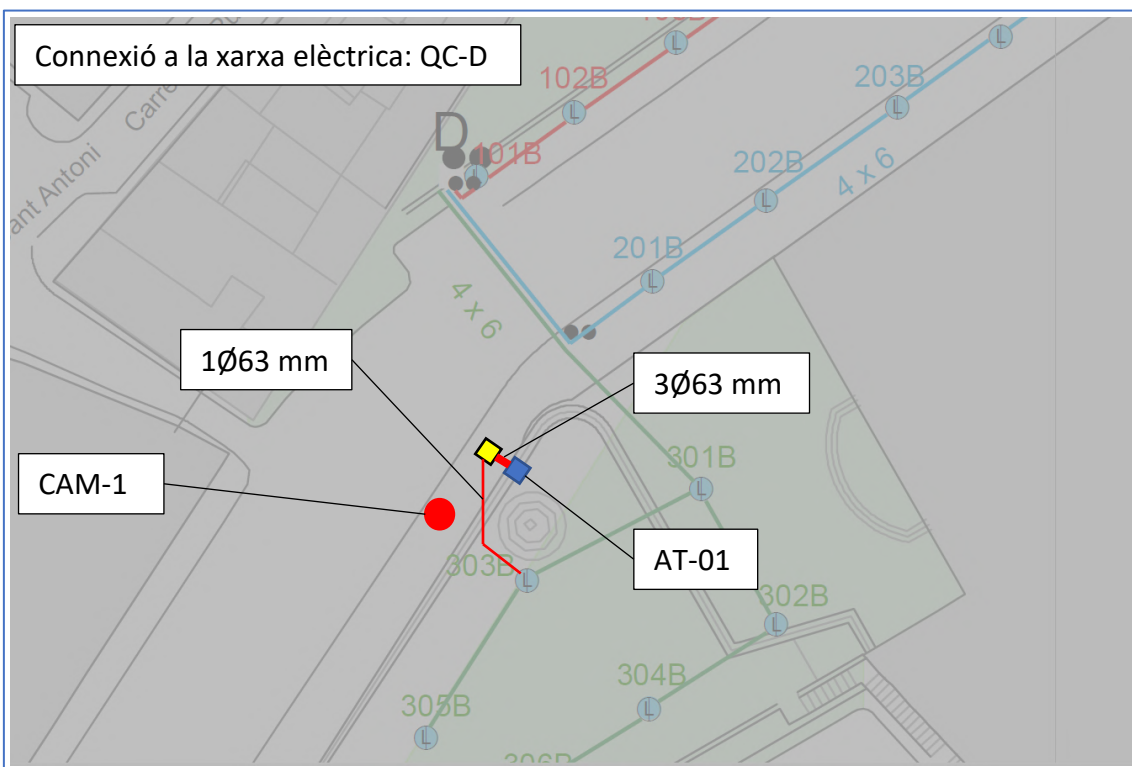 Connexió a la xarxa elèctrica: QC-D
102B
203B
Carre
D
101B
202B
4 x 6
ant Antoni
201B
4 x 6
1Ø63 mm
3Ø63 mm
301B
CAM-1
AT-01
303B
302B
304B
305B